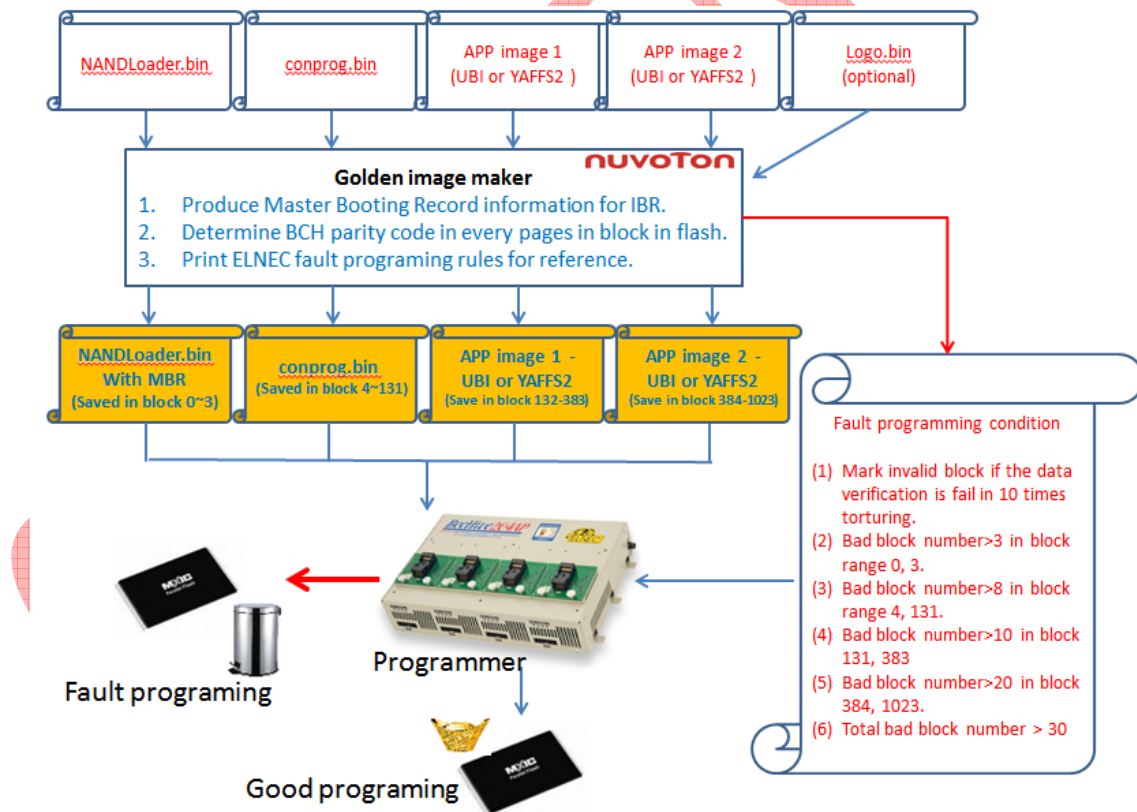 NANDLoader.bin
conprog.bin
APP image 1
(UBI or YAFFS2 )
APP image 2
(UBI or YAFFS2 )
Logo.bin
(optional)
nuvoTon
Golden image maker
1. Produce Master Booting Record information for IBR.
2. Determine BCH parity code in every pages in block in flash.
3. Print ELNEC fault programing rules for reference.
NANDLoader.bin
With MBR
(Saved in block 0~3)
conprog.bin
(Saved in block 4~131)
APP image 1 -
UBI or YAFFS2
(Save in block 132-383)
APP image 2 -
UBI or YAFFS2
(Save in block 384-1023)
Fault programming condition
(1) Mark invalid block if the data
verification is fail in 10 times
torturing.
(2) Bad block number>3 in block
range 0, 3.
(3) Bad block number>8 in block
range 4, 131.
(4) Bad block number>10 in block
131, 383
(5) Bad block number>20 in block
384, 1023.
(6) Total bad block number > 30
BeeHive204AP
ELNEC
MXIC
Parallel Flash
Programmer
Fault programing
MXIC
Parallel Flash
Good programing